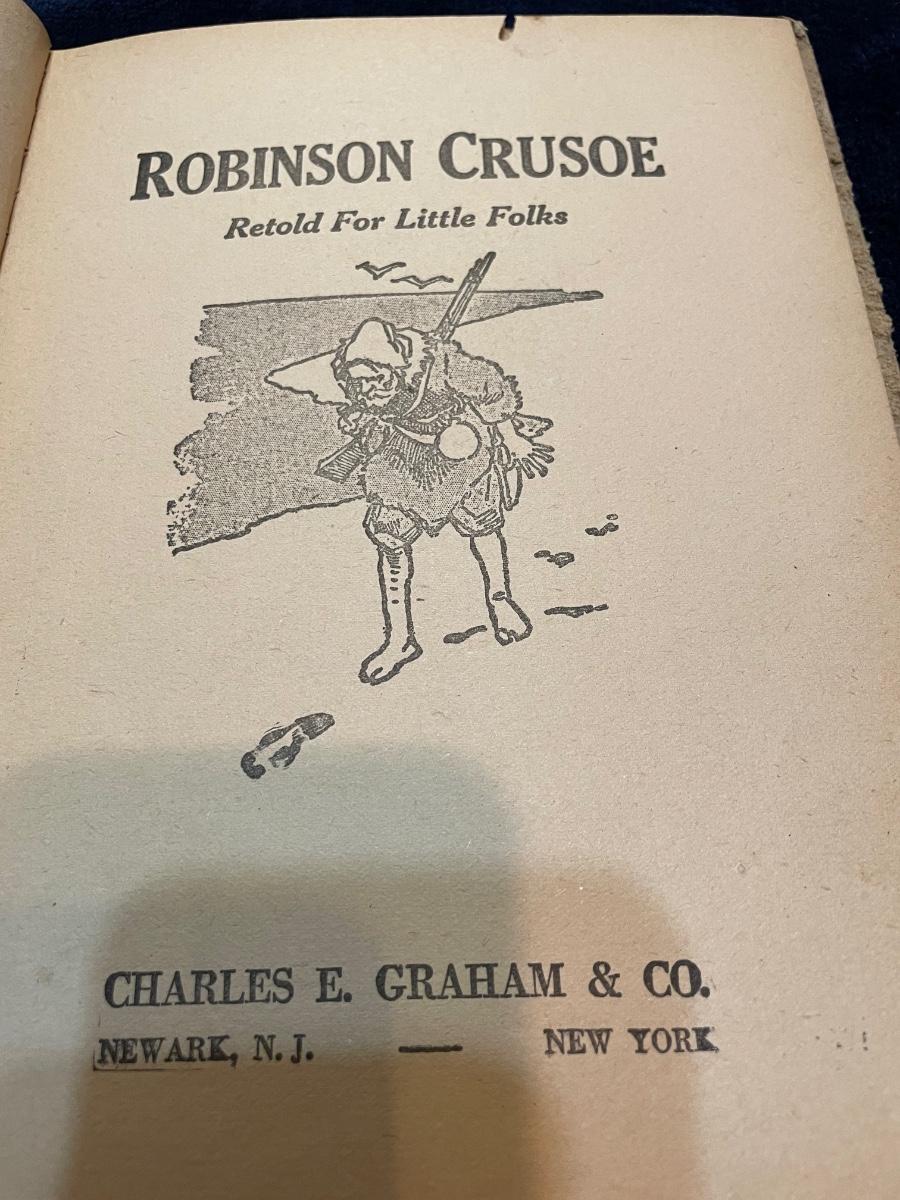 ROBINSON CRUSOE
Retold For Little Folks
CHARLES E. GRAHAM & CO.
NEWARK, N. J. — NEW YORK